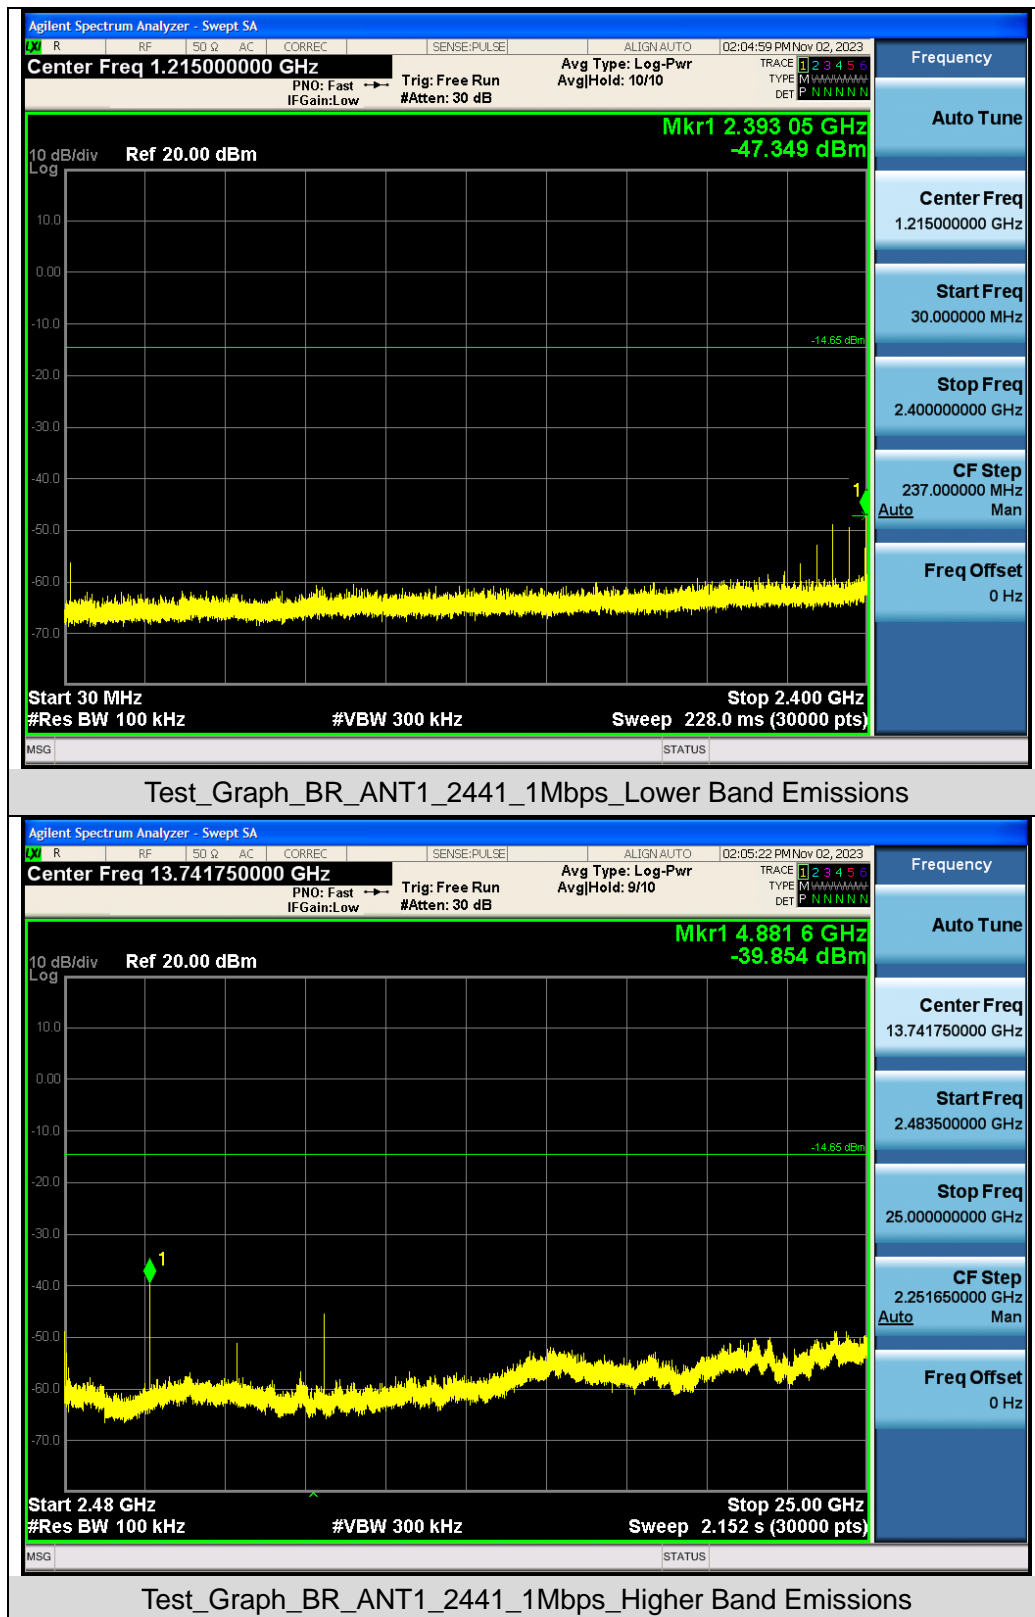 Agilent Spectrum Analyzer - Swept SA
LXI R RF 50 Ω AC CORREC SENSE:PULSE ALIGN AUTO 02:04:59 PM Nov 02, 2023
Center Freq 1.215000000 GHz
PNO: Fast
IFGain:Low
Trig: Free Run
#Atten: 30 dB
Avg Type: Log-Pwr
Avg|Hold: 10/10
TRACE 1 2 3 4 5 6
TYPE M WWWWW
DET P N N N N N
Mkr1 2.393 05 GHz
-47.349 dBm
10 dB/div
Log
Ref 20.00 dBm
10.0
0.00
-10.0
-14.65 dBm
-20.0
-30.0
-40.0
1
-50.0
-60.0
-70.0
Start 30 MHz
Stop 2.400 GHz
#Res BW 100 kHz
#VBW 300 kHz
Sweep 228.0 ms (30000 pts)
MSG
STATUS
Frequency
Auto Tune
Center Freq
1.215000000 GHz
Start Freq
30.000000 MHz
Stop Freq
2.400000000 GHz
CF Step
237.000000 MHz
Auto Man
Freq Offset
0 Hz
Test_Graph_BR_ANT1_2441_1Mbps_Lower Band Emissions
Agilent Spectrum Analyzer - Swept SA
LXI R RF 50 Ω AC CORREC SENSE:PULSE ALIGN AUTO 02:05:22 PM Nov 02, 2023
Center Freq 13.741750000 GHz
PNO: Fast
IFGain:Low
Trig: Free Run
#Atten: 30 dB
Avg Type: Log-Pwr
Avg|Hold: 9/10
TRACE 1 2 3 4 5 6
TYPE M WWWWW
DET P N N N N N
Mkr1 4.881 6 GHz
-39.854 dBm
10 dB/div
Log
Ref 20.00 dBm
10.0
0.00
-10.0
-14.65 dBm
-20.0
-30.0
1
-40.0
-50.0
-60.0
-70.0
Start 2.48 GHz
Stop 25.00 GHz
#Res BW 100 kHz
#VBW 300 kHz
Sweep 2.152 s (30000 pts)
MSG
STATUS
Frequency
Auto Tune
Center Freq
13.741750000 GHz
Start Freq
2.483500000 GHz
Stop Freq
25.000000000 GHz
CF Step
2.251650000 GHz
Auto Man
Freq Offset
0 Hz
Test_Graph_BR_ANT1_2441_1Mbps_Higher Band Emissions